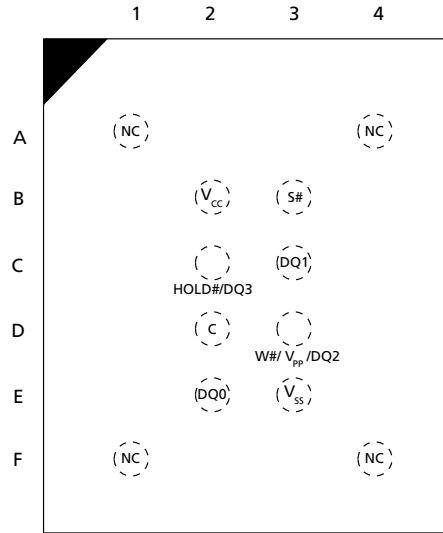 1 2 3 4
A NC NC
B VCC S#
C DQ1
HOLD#/DQ3
D C
W#/ VPP /DQ2
E DQ0 VSS
F NC NC